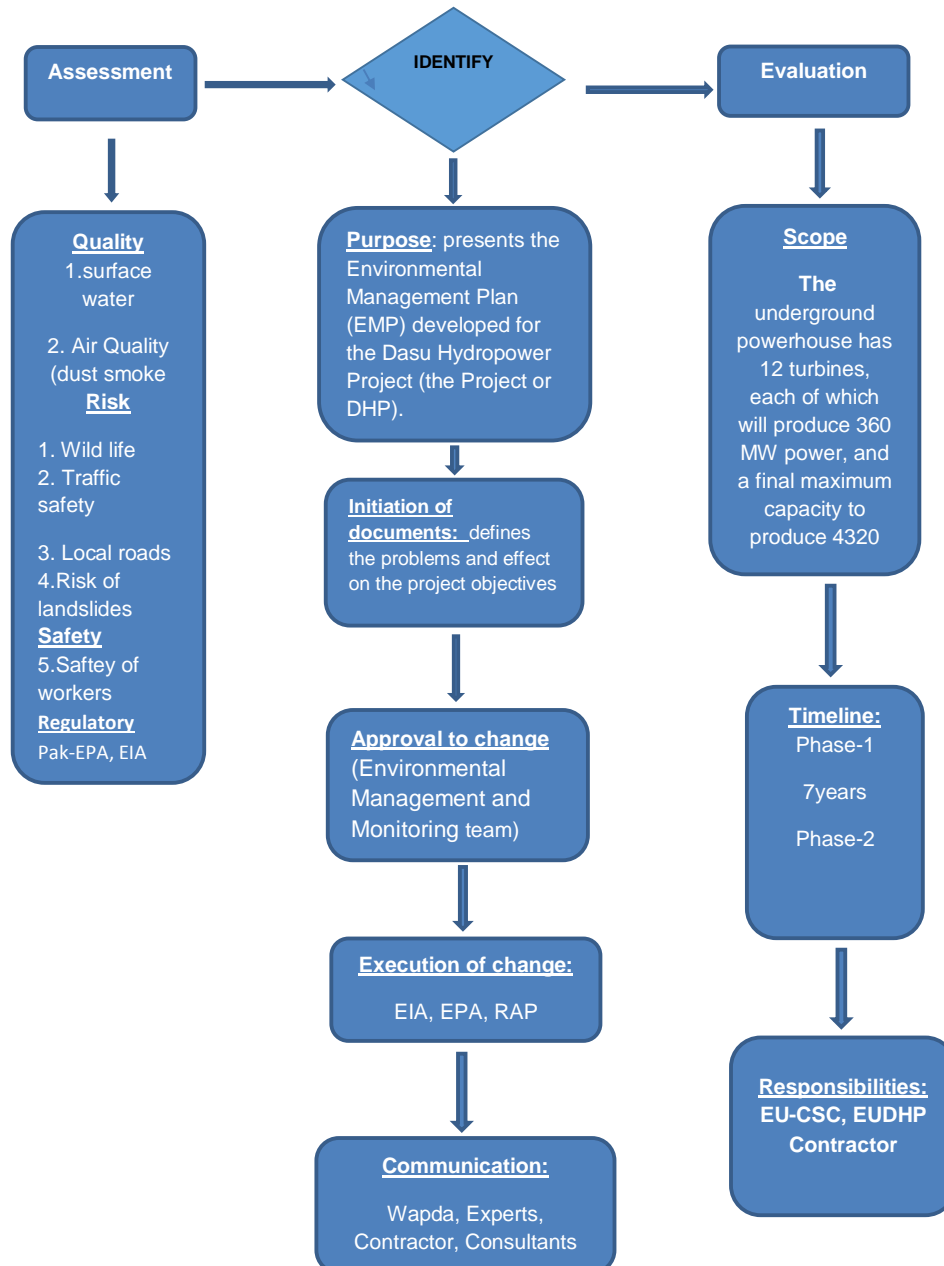 Assessment
IDENTIFY
Evaluation
Quality
1.surface
water
2. Air Quality
(dust smoke
Risk
1. Wild life
2. Traffic
safety
3. Local roads
4.Risk of
landslides
Safety
5.Saftey of
workers
Regulatory
Pak-EPA, EIA
Purpose: presents the
Environmental
Management Plan
(EMP) developed for
the Dasu Hydropower
Project (the Project or
DHP).
Initiation of
documents: defines
the problems and effect
on the project objectives
Approval to change
(Environmental
Management and
Monitoring team)
Execution of change:
EIA, EPA, RAP
Communication:
Wapda, Experts,
Contractor, Consultants
Scope
The
underground
powerhouse has
12 turbines,
each of which
will produce 360
MW power, and
a final maximum
capacity to
produce 4320
Timeline:
Phase-1
7years
Phase-2
Responsibilities:
EU-CSC, EUDHP
Contractor